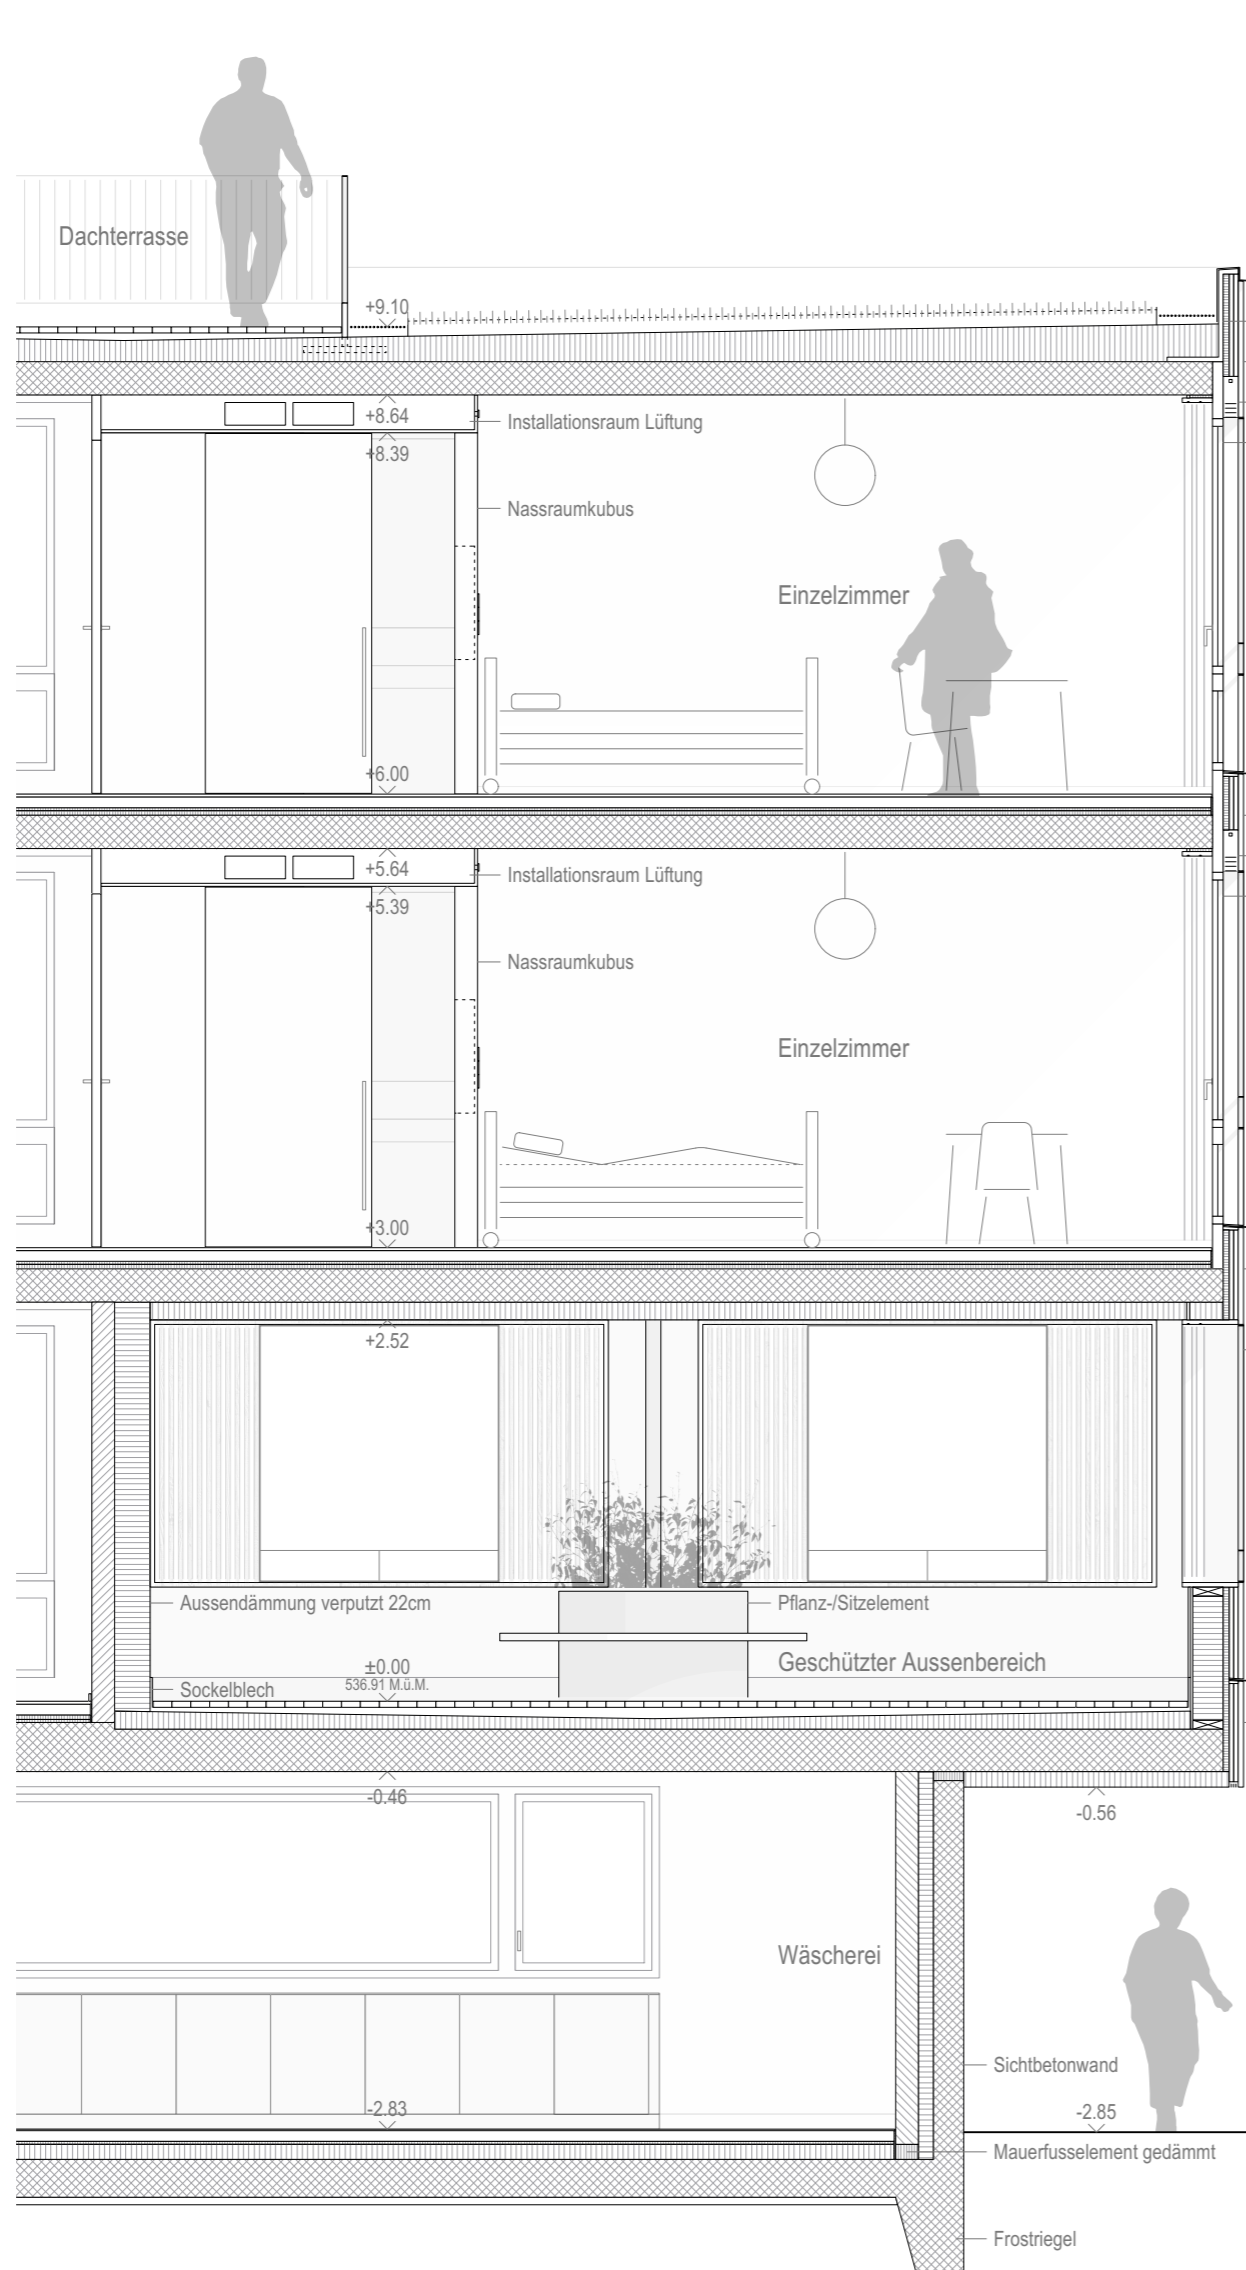 Dachterrasse
+9.10
+8.64
Installationsraum Lüftung
+8.39
Nassraumkubus
Einzelzimmer
+6.00
+5.64
Installationsraum Lüftung
+5.39
Nassraumkubus
Einzelzimmer
+3.00
+2.52
Aussendämmung verputzt 22cm
Pflanz-/Sitzelement
Geschützter Aussenbereich
±0.00
536.91 M.ü.M.
Sockelblech
-0.46
-0.56
Wäscherei
Sichtbetonwand
-2.83
-2.85
Mauerfusselement gedämmt
Frostriegel